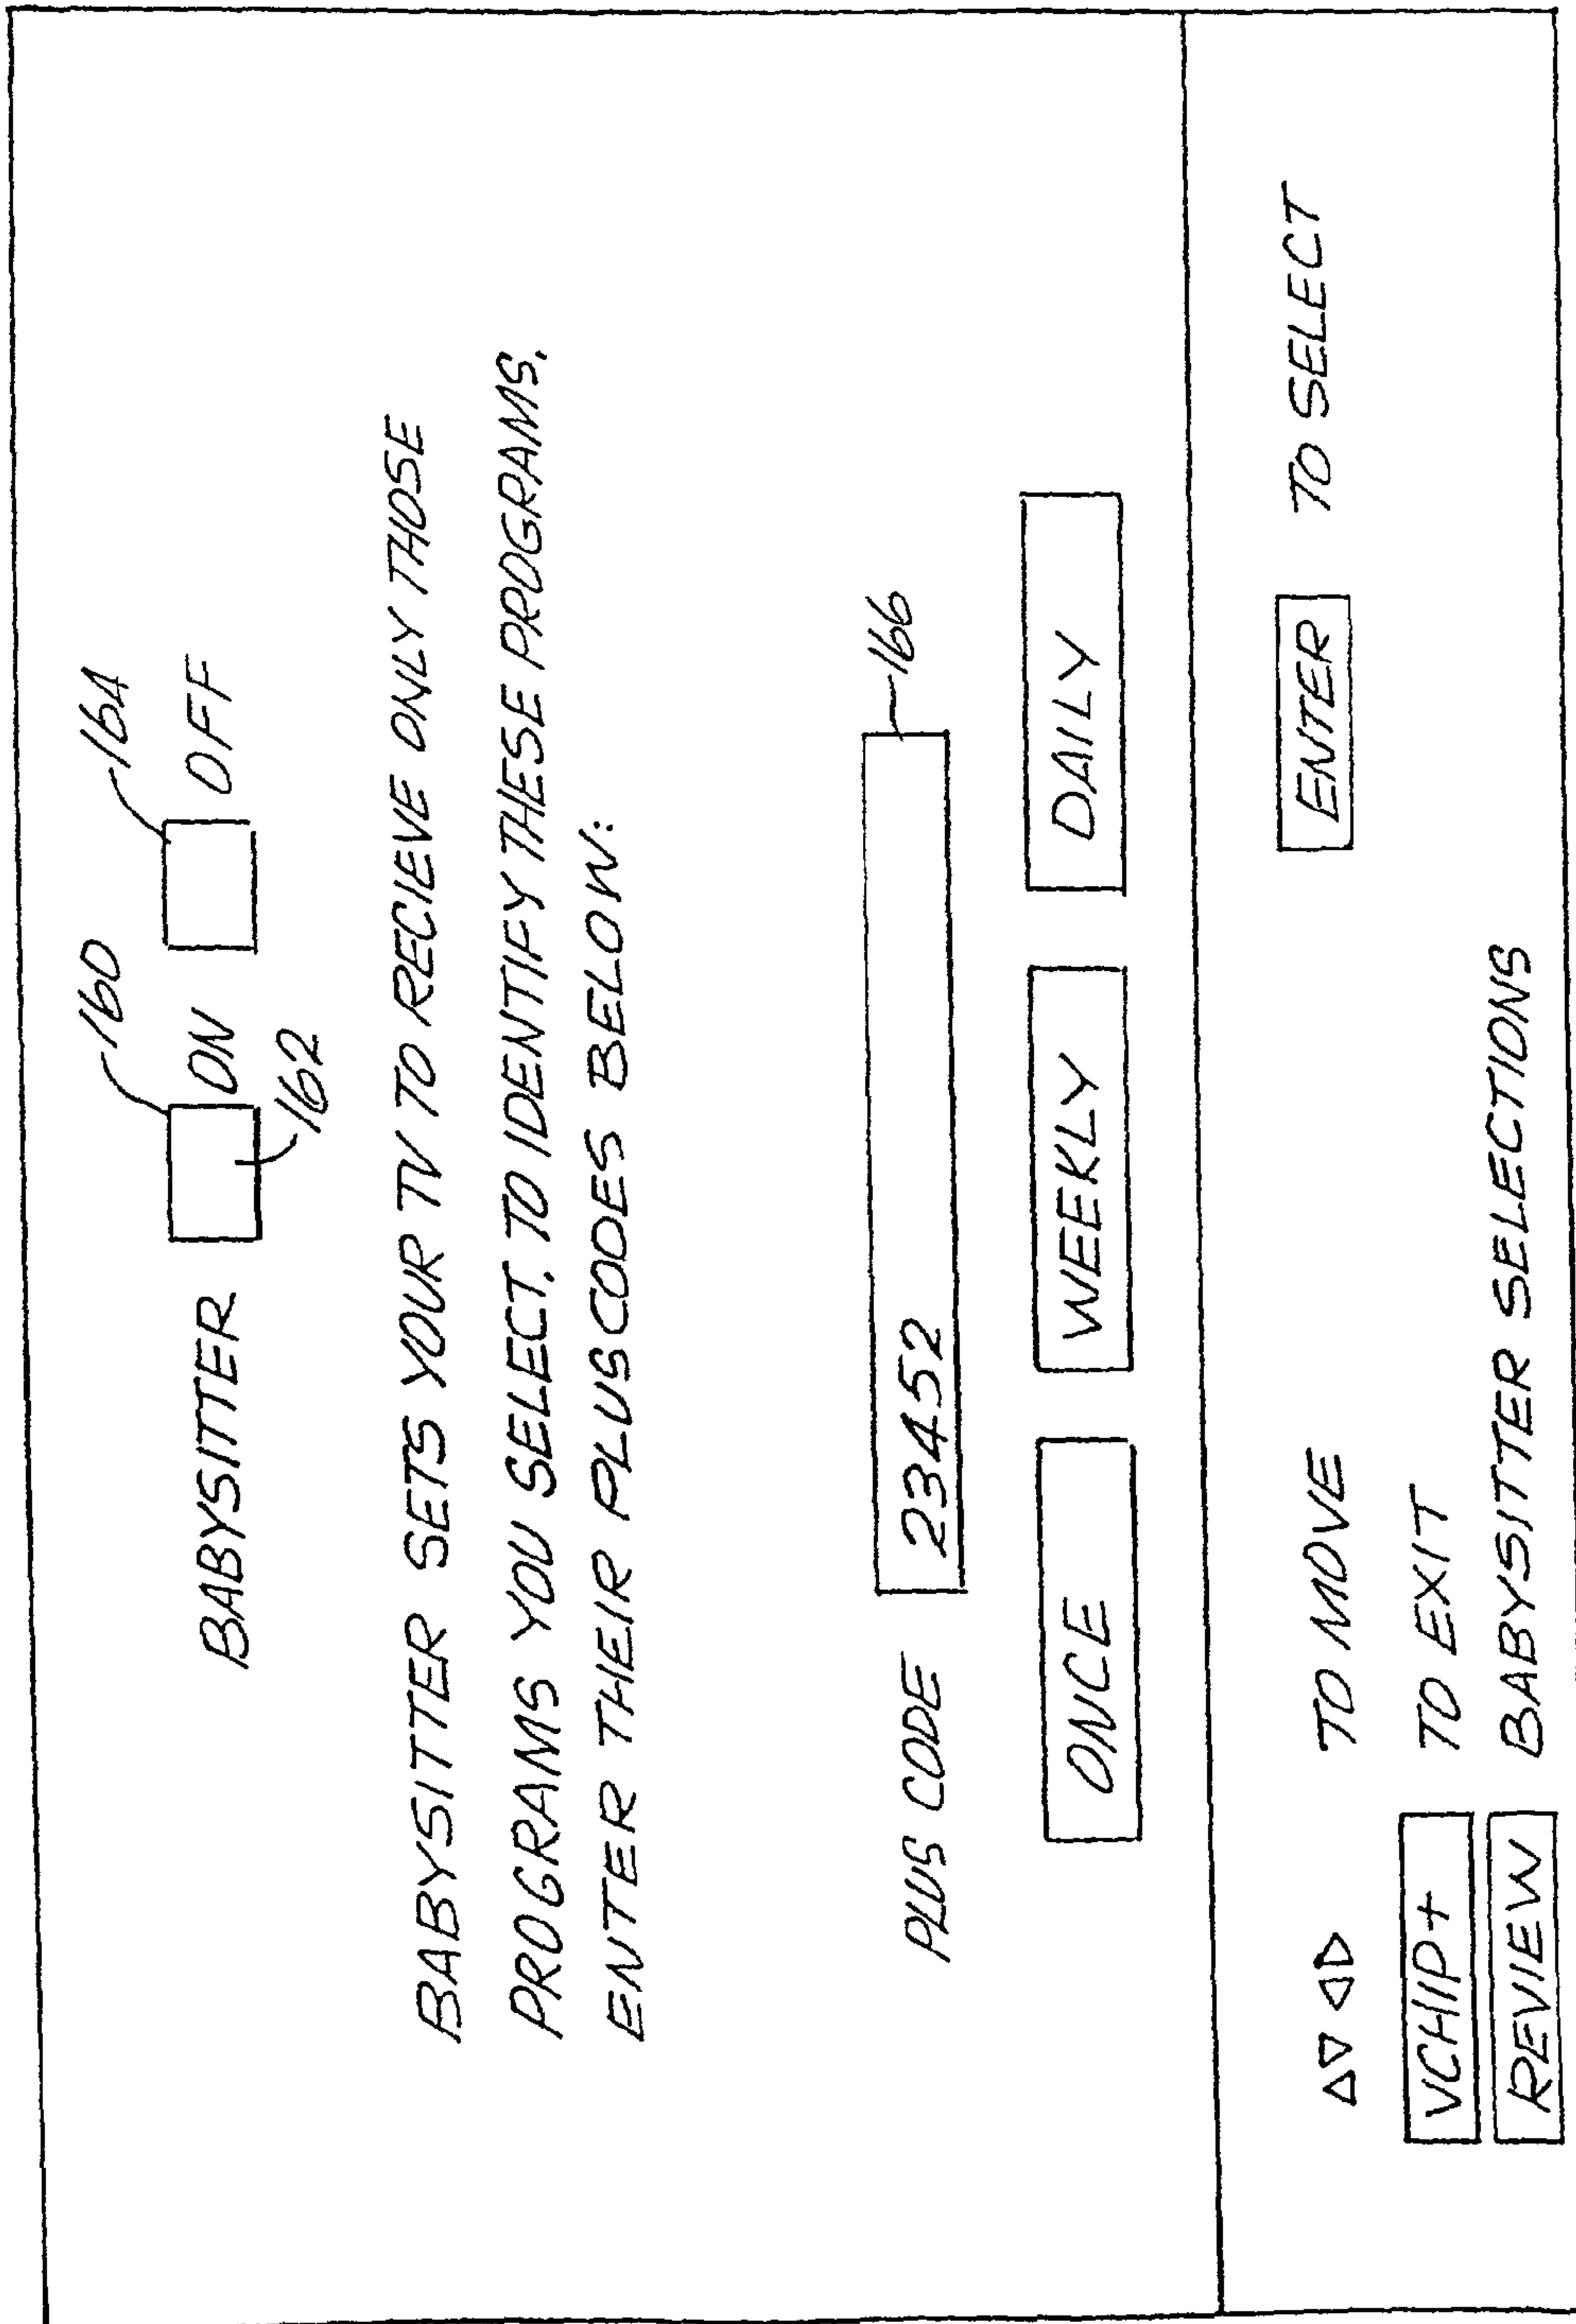 160
164
BABYSITTER ON OFF
162
BABYSITTER SETS YOUR TV TO RECIEVE ONLY THOSE
PROGRAMS YOU SELECT. TO IDENTIFY THESE PROGRAMS,
ENTER THEIR PLUSCODES BELOW:
PLUS CODE 23452 166
ONCE WEEKLY DAILY
△▽ ◁▷ TO MOVE ENTER TO SELECT
VCHIP+ TO EXIT
REVIEW BABYSITTER SELECTIONS